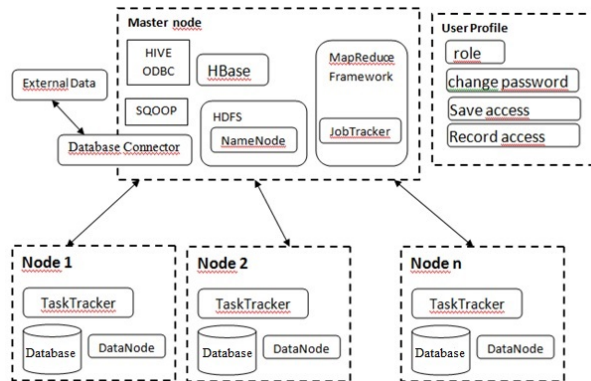 Master node
HIVE
ODBC
HBase
SQOOP
HDFS
NameNode
MapReduce
Framework
JobTracker
External Data
Database Connector
User Profile
role
change password
Save access
Record access
Node 1
TaskTracker
Database
DataNode
Node 2
TaskTracker
Database
DataNode
Node n
TaskTracker
Database
DataNode